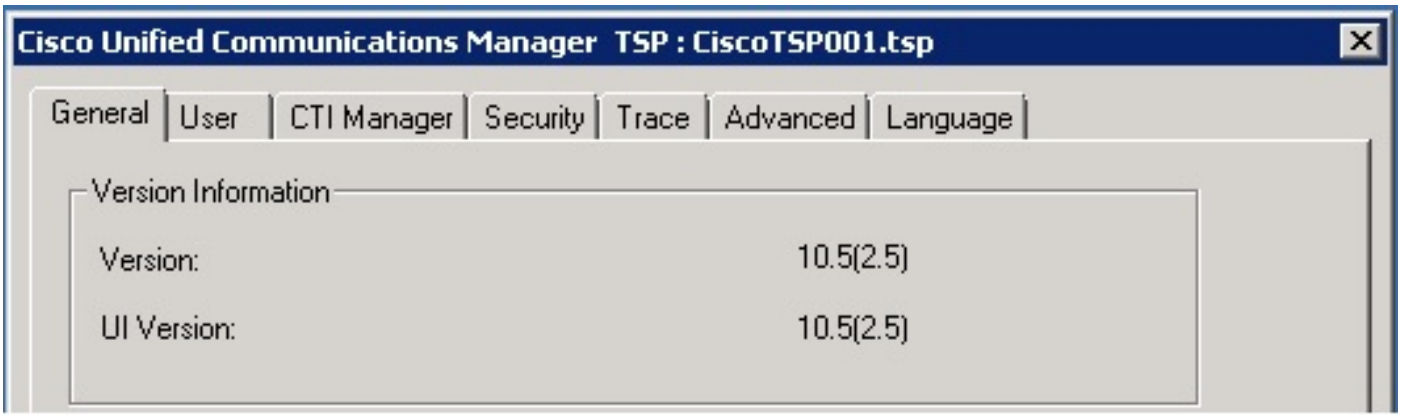 Cisco Unified Communications Manager TSP : CiscoTSP001.tsp
General User CTI Manager Security Trace Advanced Language
Version Information
Version: 10.5(2.5)
UI Version: 10.5(2.5)